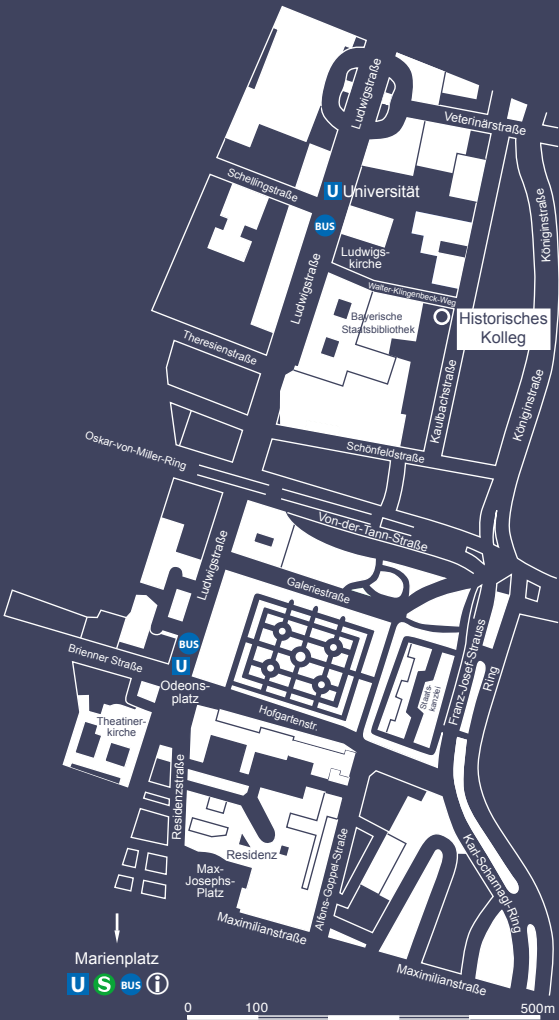 Ludwigstraße
Veterinärstraße
Schellingstraße
U Universität
BUS
Königinstraße
Ludwigs-
kirche
Ludwigstraße
Walter-Klingenbeck-Weg
Bayerische
Staatsbibliothek
Historisches
Kolleg
Theresienstraße
Kaulbachstraße
Königinstraße
Oskar-von-Miller-Ring
Schönfeldstraße
Von-der-Tann-Straße
Ludwigstraße
Galeriestraße
BUS
U
Brienner Straße
Odeons-
platz
Franz-Josef-Strauss
Ring
Staats-
kanzlei
Hofgartenstr.
Theatiner-
kirche
Residenzstraße
Residenz
Max-
Josephs-
Platz
Alfons-Goppel-Straße
Karl-Scharnagl-Ring
Maximilianstraße
Maximilianstraße
Marienplatz
U S BUS i
0 100 500m